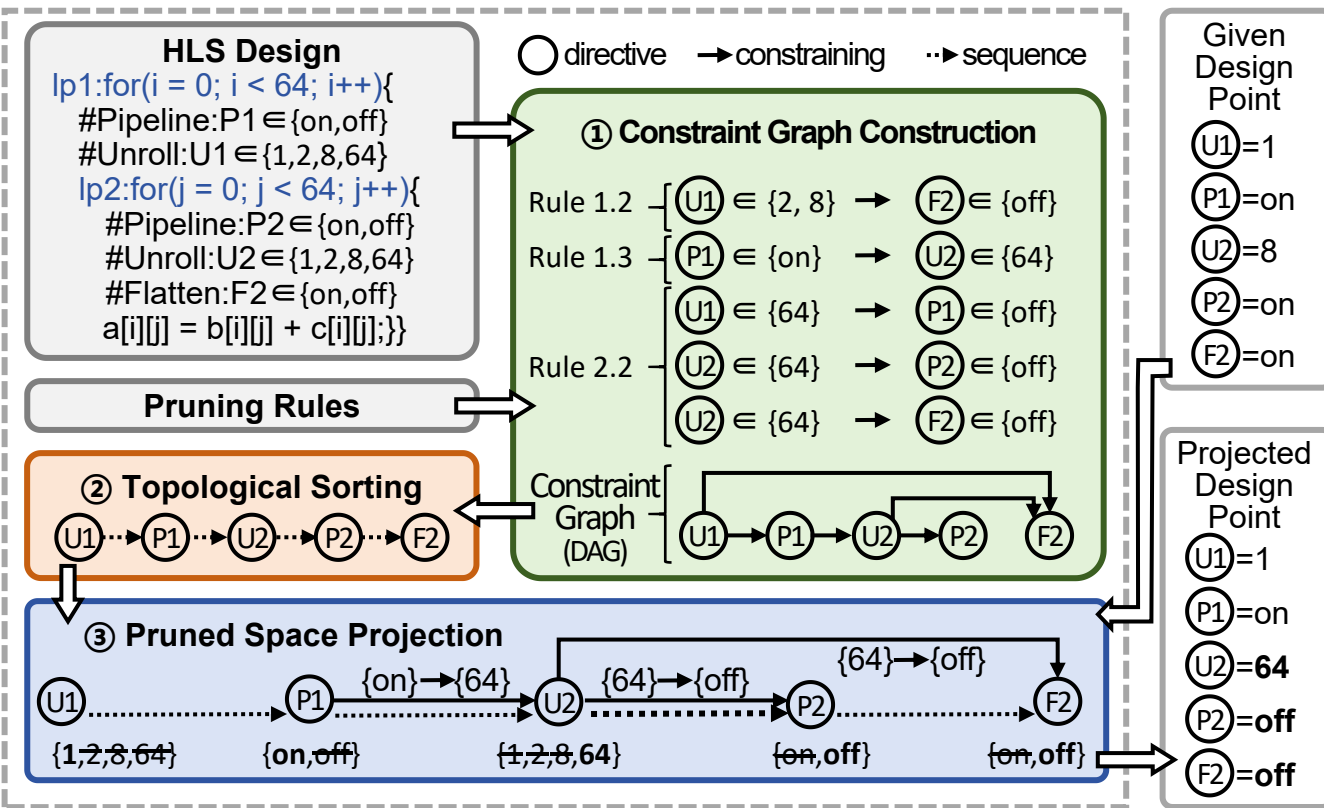 HLS Design
lp1:for(i = 0; i < 64; i++){
#Pipeline:P1∈{on,off}
#Unroll:U1∈{1,2,8,64}
lp2:for(j = 0; j < 64; j++){
#Pipeline:P2∈{on,off}
#Unroll:U2∈{1,2,8,64}
#Flatten:F2∈{on,off}
a[i][j] = b[i][j] + c[i][j];}}
Pruning Rules
directive → constraining ⇢ sequence
① Constraint Graph Construction
Rule 1.2 U1 ∈ {2, 8} → F2 ∈ {off}
Rule 1.3 P1 ∈ {on} → U2 ∈ {64}
U1 ∈ {64} → P1 ∈ {off}
Rule 2.2 U2 ∈ {64} → P2 ∈ {off}
U2 ∈ {64} → F2 ∈ {off}
Constraint
Graph
(DAG)
U1 P1 U2 P2 F2
② Topological Sorting
U1 P1 U2 P2 F2
③ Pruned Space Projection
{on}→{64} {64}→{off} {64}→{off}
U1 P1 U2 P2 F2
{1,2,8,64} {on,off} {1,2,8,64} {on,off} {on,off}
Given
Design
Point
U1=1
P1=on
U2=8
P2=on
F2=on
Projected
Design
Point
U1=1
P1=on
U2=64
P2=off
F2=off